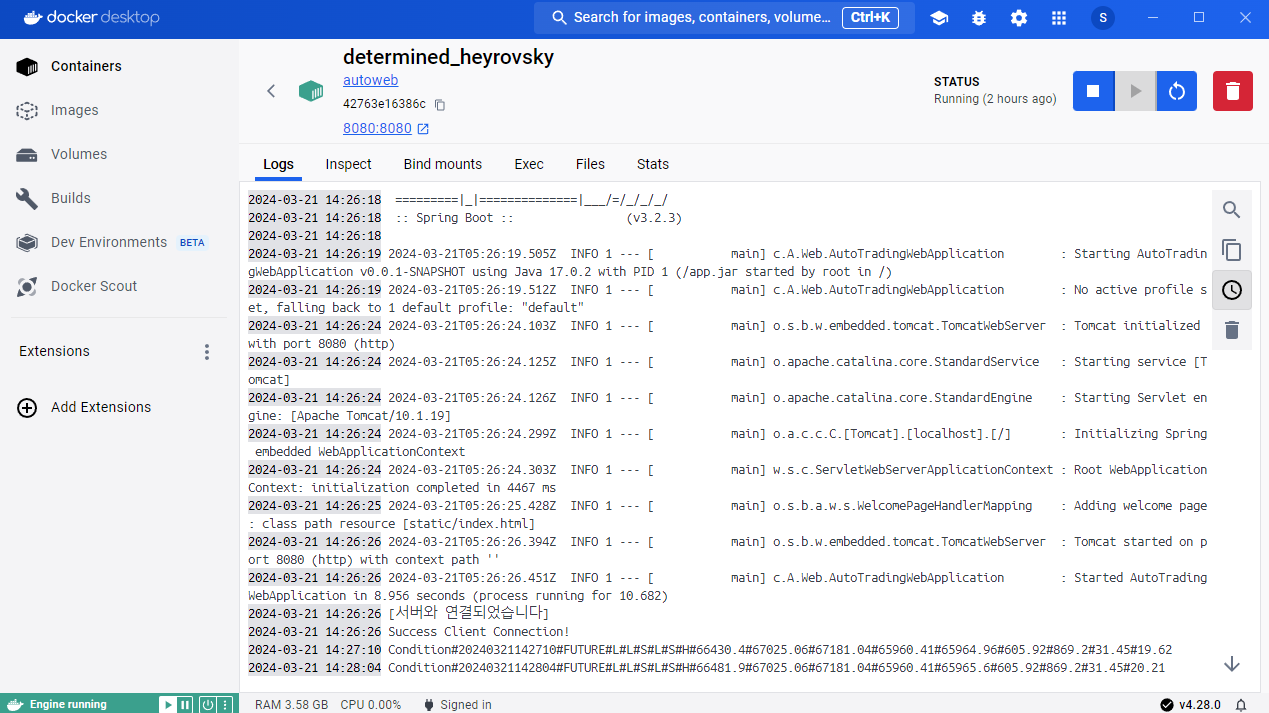 docker desktop
Search for images, containers, volume... Ctrl+K
S
Containers
Images
Volumes
Builds
Dev Environments BETA
Docker Scout
Extensions
Add Extensions
determined_heyrovsky
autoweb
42763e16386c
8080:8080
STATUS
Running (2 hours ago)
Logs Inspect Bind mounts Exec Files Stats
2024-03-21 14:26:18 =========|_|==============|___/=/_/_/_/
2024-03-21 14:26:18 :: Spring Boot :: (v3.2.3)
2024-03-21 14:26:18
2024-03-21 14:26:19 2024-03-21T05:26:19.505Z INFO 1 --- [ main] c.A.Web.AutoTradingWebApplication : Starting AutoTradin
gWebApplication v0.0.1-SNAPSHOT using Java 17.0.2 with PID 1 (/app.jar started by root in /)
2024-03-21 14:26:19 2024-03-21T05:26:19.512Z INFO 1 --- [ main] c.A.Web.AutoTradingWebApplication : No active profile s
et, falling back to 1 default profile: "default"
2024-03-21 14:26:24 2024-03-21T05:26:24.103Z INFO 1 --- [ main] o.s.b.w.embedded.tomcat.TomcatWebServer : Tomcat initialized
with port 8080 (http)
2024-03-21 14:26:24 2024-03-21T05:26:24.125Z INFO 1 --- [ main] o.apache.catalina.core.StandardService : Starting service [T
omcat]
2024-03-21 14:26:24 2024-03-21T05:26:24.126Z INFO 1 --- [ main] o.apache.catalina.core.StandardEngine : Starting Servlet en
gine: [Apache Tomcat/10.1.19]
2024-03-21 14:26:24 2024-03-21T05:26:24.299Z INFO 1 --- [ main] o.a.c.c.C.[Tomcat].[localhost].[/] : Initializing Spring
embedded WebApplicationContext
2024-03-21 14:26:24 2024-03-21T05:26:24.303Z INFO 1 --- [ main] w.s.c.ServletWebServerApplicationContext : Root WebApplication
Context: initialization completed in 4467 ms
2024-03-21 14:26:25 2024-03-21T05:26:25.428Z INFO 1 --- [ main] o.s.b.a.w.s.WelcomePageHandlerMapping : Adding welcome page
: class path resource [static/index.html]
2024-03-21 14:26:26 2024-03-21T05:26:26.394Z INFO 1 --- [ main] o.s.b.w.embedded.tomcat.TomcatWebServer : Tomcat started on p
ort 8080 (http) with context path ''
2024-03-21 14:26:26 2024-03-21T05:26:26.451Z INFO 1 --- [ main] c.A.Web.AutoTradingWebApplication : Started AutoTrading
WebApplication in 8.956 seconds (process running for 10.682)
2024-03-21 14:26:26 [서버와 연결되었습니다]
2024-03-21 14:26:26 Success Client Connection!
2024-03-21 14:27:10 Condition#20240321142710#FUTURE#L#L#S#L#S#H#66430.4#67025.06#67181.04#65960.41#65964.96#605.92#869.2#31.45#19.62
2024-03-21 14:28:04 Condition#20240321142804#FUTURE#L#L#S#L#S#H#66481.9#67025.06#67181.04#65960.41#65965.6#605.92#869.2#31.45#20.21
Engine running
RAM 3.58 GB CPU 0.00% Signed in
v4.28.0